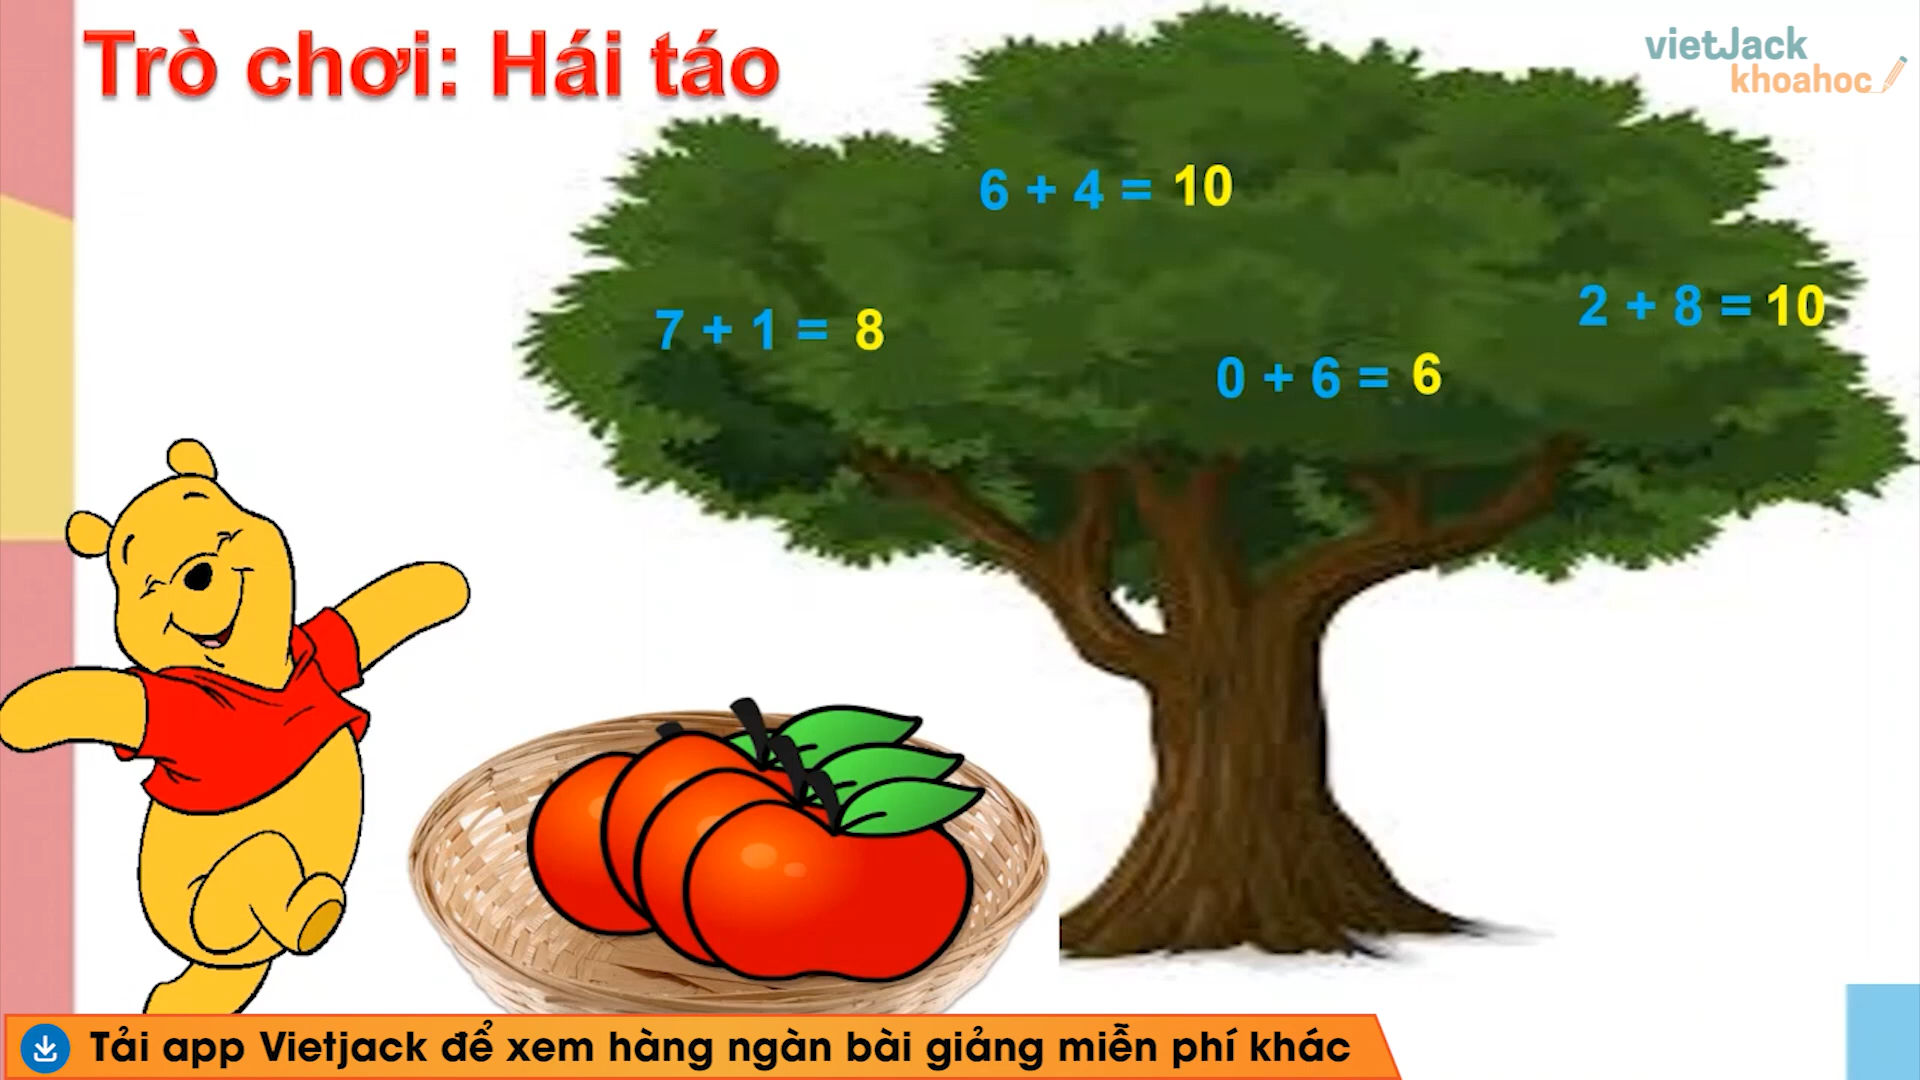 Trò chơi: Hái táo
vietJack
khoahoc
6 + 4 = 10
2 + 8 = 10
7 + 1 = 8
0 + 6 = 6
Tải app Vietjack để xem hàng ngàn bài giảng miễn phí khác